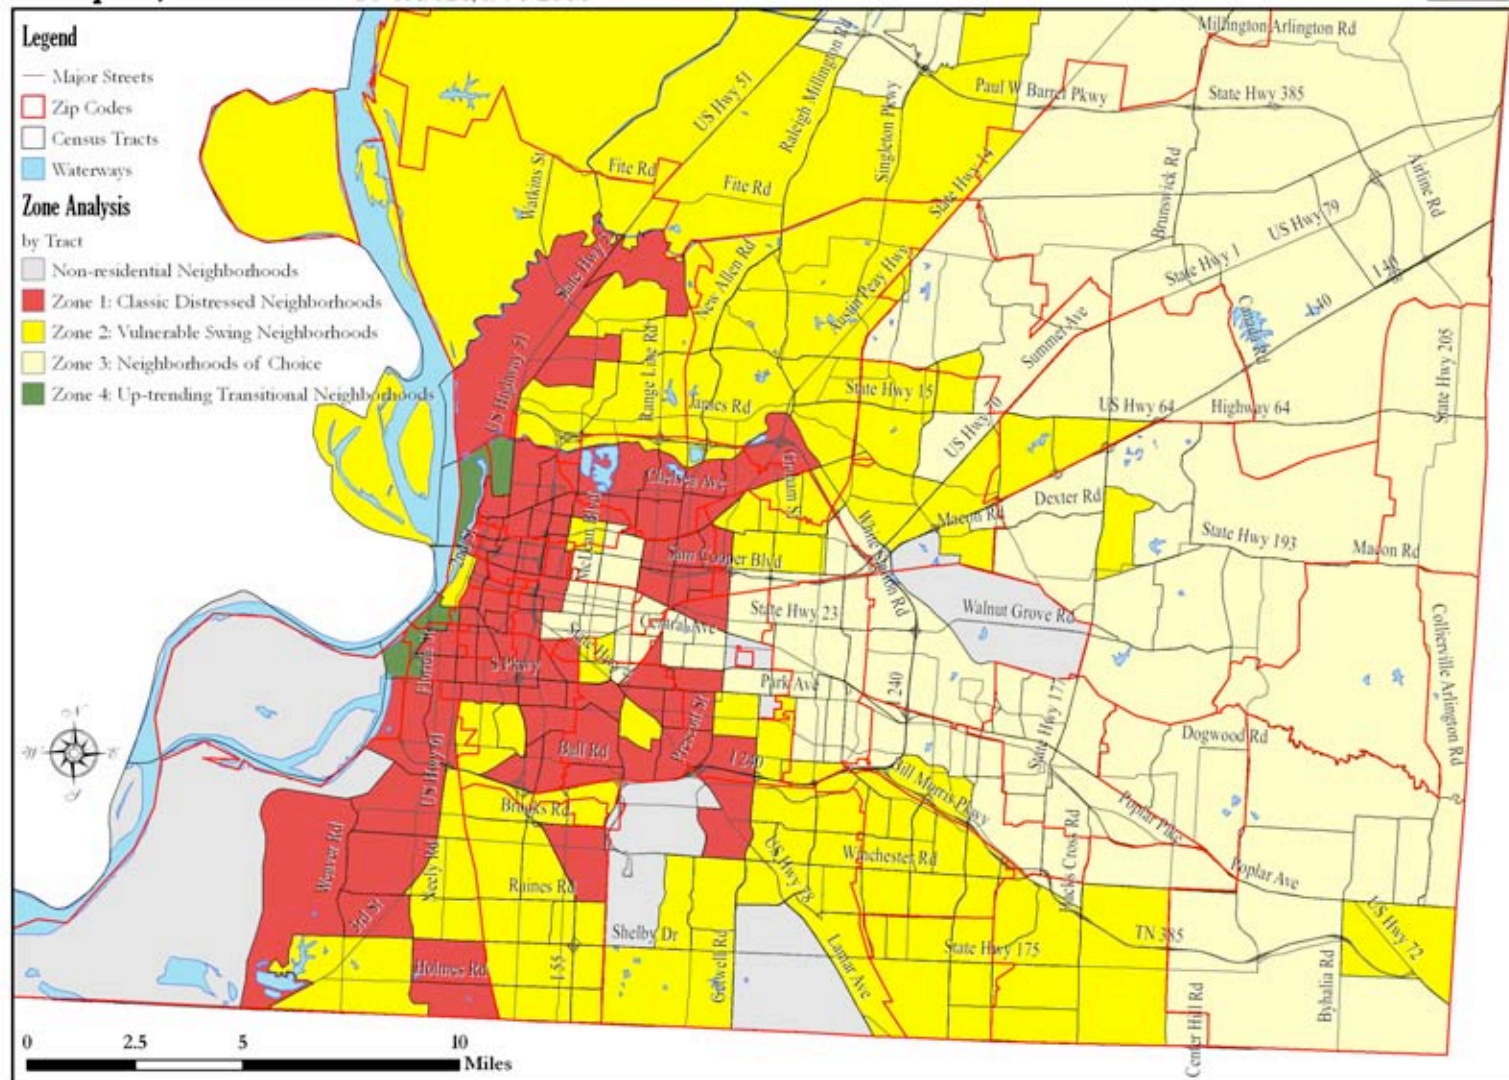 Legend
Major Streets
Zip Codes
Census Tracts
Waterways
Zone Analysis
by Tract
Non-residential Neighborhoods
Zone 1: Classic Distressed Neighborhoods
Zone 2: Vulnerable Swing Neighborhoods
Zone 3: Neighborhoods of Choice
Zone 4: Up-trending Transitional Neighborhoods
Millington Arlington Rd
Paul W Barret Pkwy
State Hwy 385
US Hwy 51
Raleigh Millington Rd
Singleton Pkwy
State Hwy 14
Brunswick Rd
Airline Rd
Fite Rd
Fite Rd
Watkins St
US Hwy 79
State Hwy 1
I 40
I 40
New Allen Rd
Austin Peay Hwy
Summer Ave
Canada Rd
State Hwy 205
US Highway 51
Range Line Rd
James Rd
State Hwy 15
US Hwy 70
US Hwy 64
Highway 64
Chelsea Ave
Dexter Rd
Macon Rd
McLean Blvd
2nd St
Sam Cooper Blvd
State Hwy 193
Macon Rd
State Hwy 23
Walnut Grove Rd
Central Ave
Florida St
S Pkwy
Park Ave
I 240
State Hwy 177
Collierville Arlington Rd
Prescott St
Dogwood Rd
Ball Rd
I 240
US Hwy 61
Bill Morris Pkwy
Brooks Rd
Poplar Pike
Weaver Rd
Neely Rd
US Hwy 78
Winchester Rd
Hacks Cross Rd
Poplar Ave
Raines Rd
3rd St
US Hwy 72
Shelby Dr
TN 385
State Hwy 175
Getwell Rd
Lamar Ave
Holmes Rd
I 55
Center Hill Rd
Byhalia Rd
0 2.5 5 10
Miles